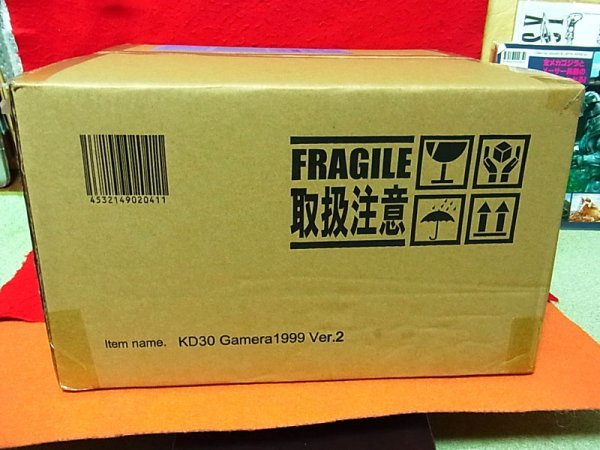 FRAGILE
取扱注意
4532149020411
Item name. KD30 Gamera1999 Ver.2